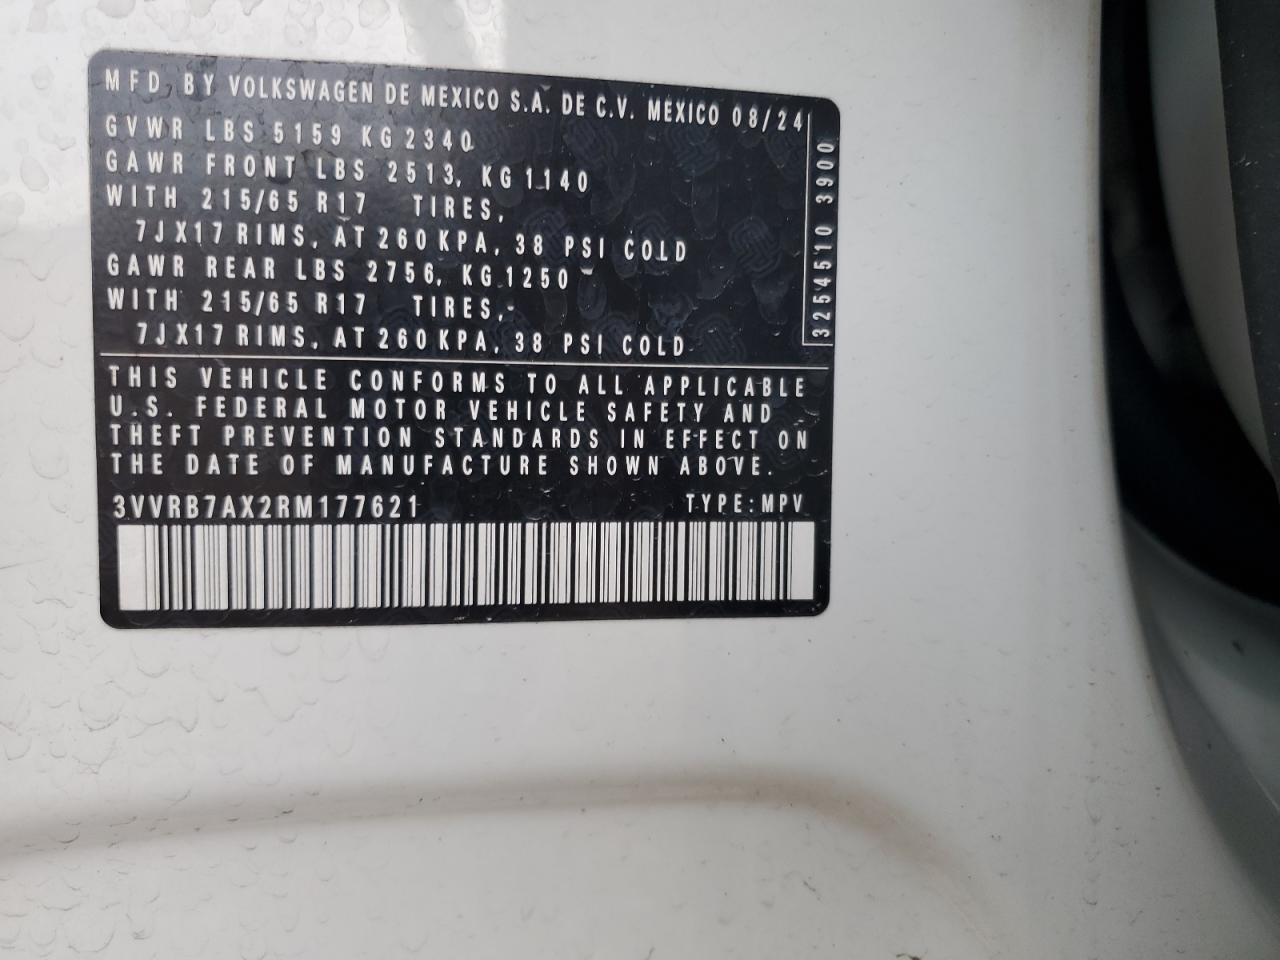 MFD. BY VOLKSWAGEN DE MEXICO S.A. DE C.V. MEXICO 08/24
GVWR LBS 5159 KG 2340
GAWR FRONT LBS 2513, KG 1140
WITH 215/65 R17 TIRES,
7JX17 RIMS, AT 260 KPA, 38 PSI COLD
GAWR REAR LBS 2756, KG 1250
WITH 215/65 R17 TIRES,
7JX17 RIMS, AT 260 KPA, 38 PSI COLD
3254510 3900
THIS VEHICLE CONFORMS TO ALL APPLICABLE
U.S. FEDERAL MOTOR VEHICLE SAFETY AND
THEFT PREVENTION STANDARDS IN EFFECT ON
THE DATE OF MANUFACTURE SHOWN ABOVE.
3VVRB7AX2RM177621 TYPE: MPV